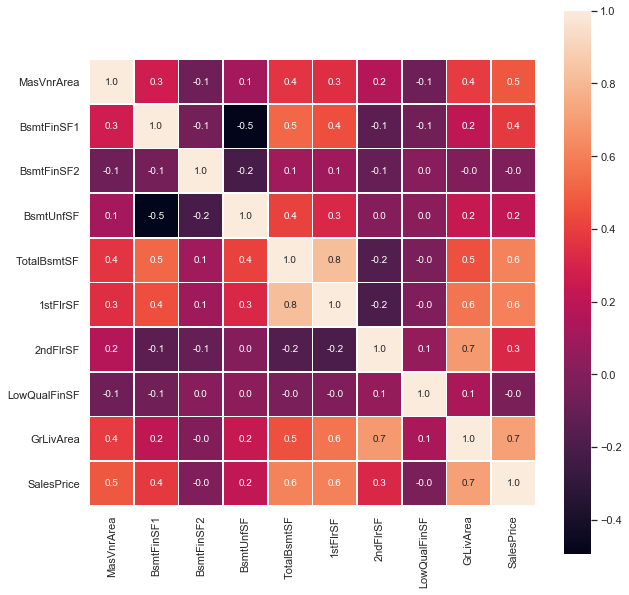 1.0
MasVnrArea 1.0 0.3 -0.1 0.1 0.4 0.3 0.2 -0.1 0.4 0.5
0.8
BsmtFinSF1 0.3 1.0 -0.1 -0.5 0.5 0.4 -0.1 -0.1 0.2 0.4
BsmtFinSF2 -0.1 -0.1 1.0 -0.2 0.1 0.1 -0.1 0.0 -0.0 -0.0
0.6
BsmtUnfSF 0.1 -0.5 -0.2 1.0 0.4 0.3 0.0 0.0 0.2 0.2
0.4
TotalBsmtSF 0.4 0.5 0.1 0.4 1.0 0.8 -0.2 -0.0 0.5 0.6
0.2
1stFlrSF 0.3 0.4 0.1 0.3 0.8 1.0 -0.2 -0.0 0.6 0.6
2ndFlrSF 0.2 -0.1 -0.1 0.0 -0.2 -0.2 1.0 0.1 0.7 0.3
0.0
LowQualFinSF -0.1 -0.1 0.0 0.0 -0.0 -0.0 0.1 1.0 0.1 -0.0
GrLivArea 0.4 0.2 -0.0 0.2 0.5 0.6 0.7 0.1 1.0 0.7
−0.2
SalesPrice 0.5 0.4 -0.0 0.2 0.6 0.6 0.3 -0.0 0.7 1.0
−0.4
MasVnrArea BsmtFinSF1 BsmtFinSF2 BsmtUnfSF TotalBsmtSF 1stFlrSF 2ndFlrSF LowQualFinSF GrLivArea SalesPrice